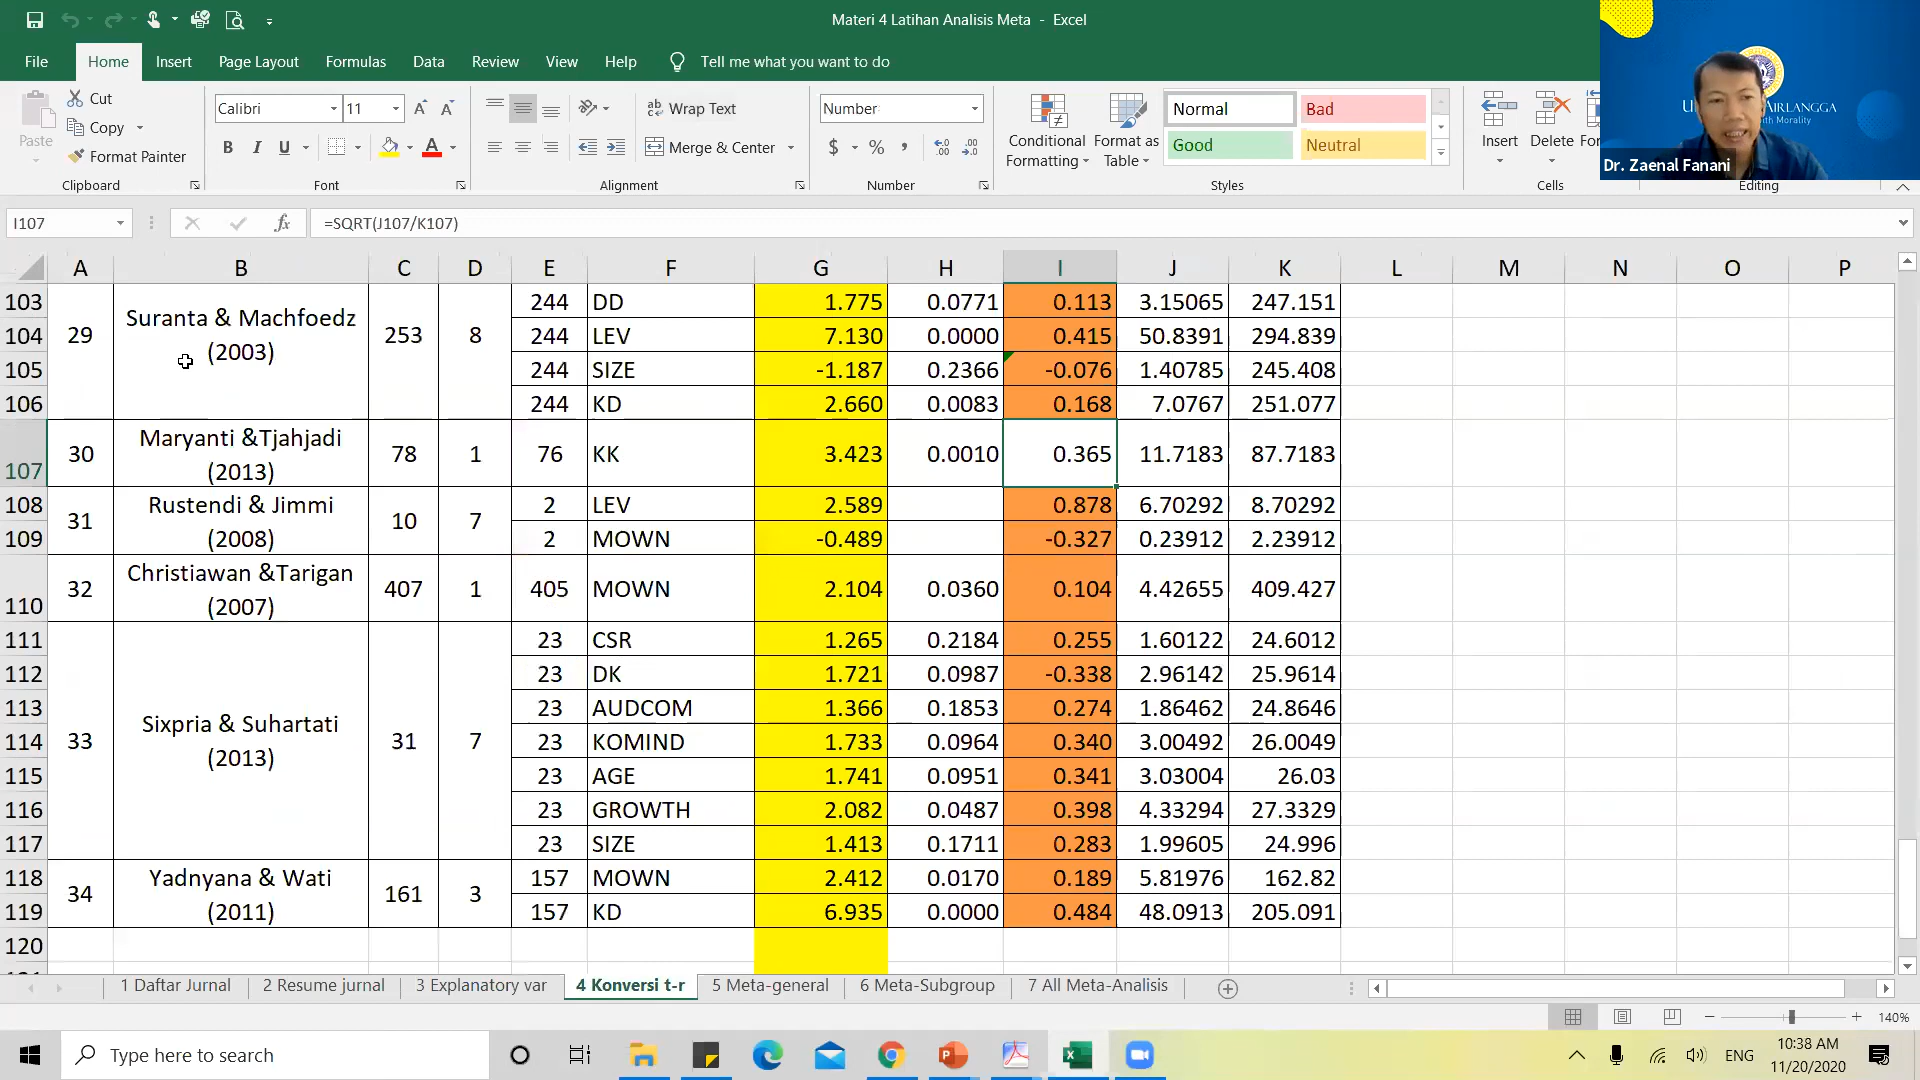 Materi 4 Latihan Analisis Meta - Excel
File Home Insert Page Layout Formulas Data Review View Help Tell me what you want to do
Paste Cut
Copy
Format Painter
Clipboard
Calibri 11
B I U
Font
Wrap Text
Merge & Center
Alignment
Number
$ % ,
Number
Conditional Formatting
Format as Table
Normal Bad
Good Neutral
Styles
Insert Delete
Cells
Editing
AIRLANGGA
Morality
Dr. Zaenal Fanani
I107 fx =SQRT(J107/K107)
A B C D E F G H I J K L M N O P
103 244 DD 1.775 0.0771 0.113 3.15065 247.151
29 Suranta & Machfoedz (2003) 253 8
104 244 LEV 7.130 0.0000 0.415 50.8391 294.839
105 244 SIZE -1.187 0.2366 -0.076 1.40785 245.408
106 244 KD 2.660 0.0083 0.168 7.0767 251.077
107 30 Maryanti &Tjahjadi (2013) 78 1 76 KK 3.423 0.0010 0.365 11.7183 87.7183
31 Rustendi & Jimmi (2008) 10 7
108 2 LEV 2.589 0.878 6.70292 8.70292
109 2 MOWN -0.489 -0.327 0.23912 2.23912
110 32 Christiawan &Tarigan (2007) 407 1 405 MOWN 2.104 0.0360 0.104 4.42655 409.427
33 Sixpria & Suhartati (2013) 31 7
111 23 CSR 1.265 0.2184 0.255 1.60122 24.6012
112 23 DK 1.721 0.0987 -0.338 2.96142 25.9614
113 23 AUDCOM 1.366 0.1853 0.274 1.86462 24.8646
114 23 KOMIND 1.733 0.0964 0.340 3.00492 26.0049
115 23 AGE 1.741 0.0951 0.341 3.03004 26.03
116 23 GROWTH 2.082 0.0487 0.398 4.33294 27.3329
117 23 SIZE 1.413 0.1711 0.283 1.99605 24.996
34 Yadnyana & Wati (2011) 161 3
118 157 MOWN 2.412 0.0170 0.189 5.81976 162.82
119 157 KD 6.935 0.0000 0.484 48.0913 205.091
120
1 Daftar Jurnal 2 Resume jurnal 3 Explanatory var 4 Konversi t-r 5 Meta-general 6 Meta-Subgroup 7 All Meta-Analisis
140%
Type here to search
ENG
10:38 AM
11/20/2020